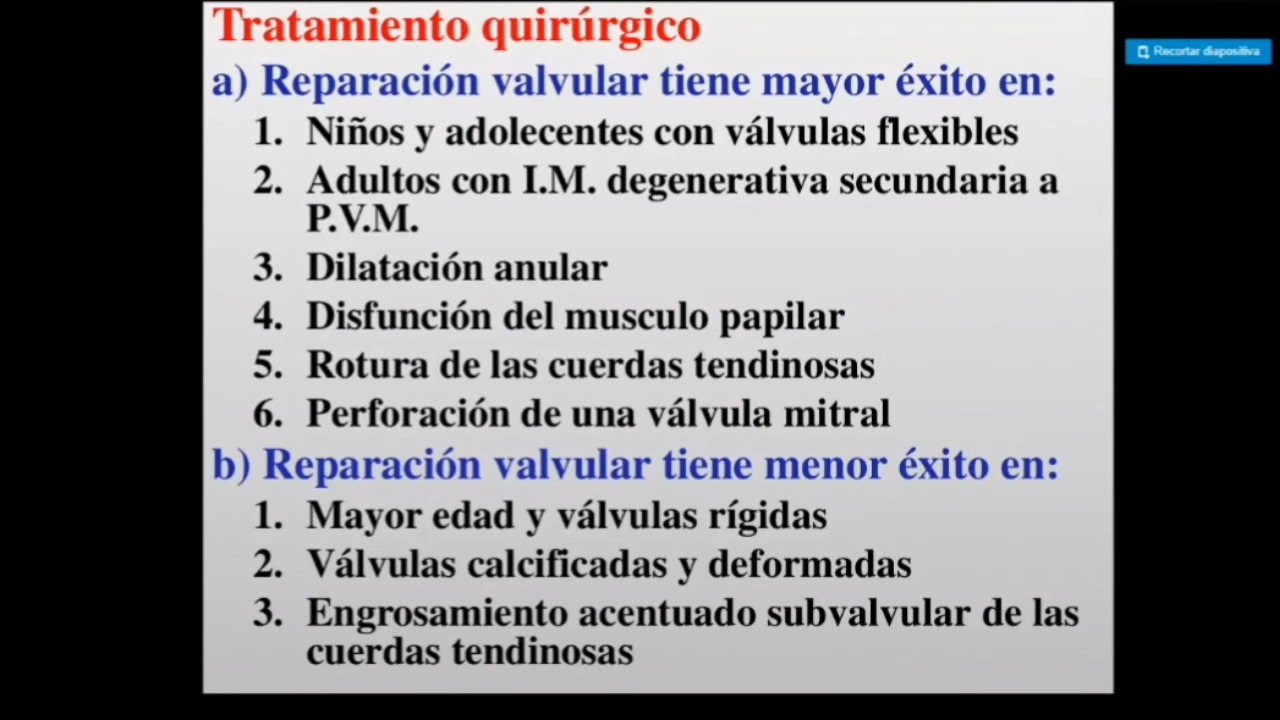 Tratamiento quirúrgico
Recortar diapositiva
a) Reparación valvular tiene mayor éxito en:
1. Niños y adolecentes con válvulas flexibles
2. Adultos con I.M. degenerativa secundaria a
P.V.M.
3. Dilatación anular
4. Disfunción del musculo papilar
5. Rotura de las cuerdas tendinosas
6. Perforación de una válvula mitral
b) Reparación valvular tiene menor éxito en:
1. Mayor edad y válvulas rígidas
2. Válvulas calcificadas y deformadas
3. Engrosamiento acentuado subvalvular de las
cuerdas tendinosas